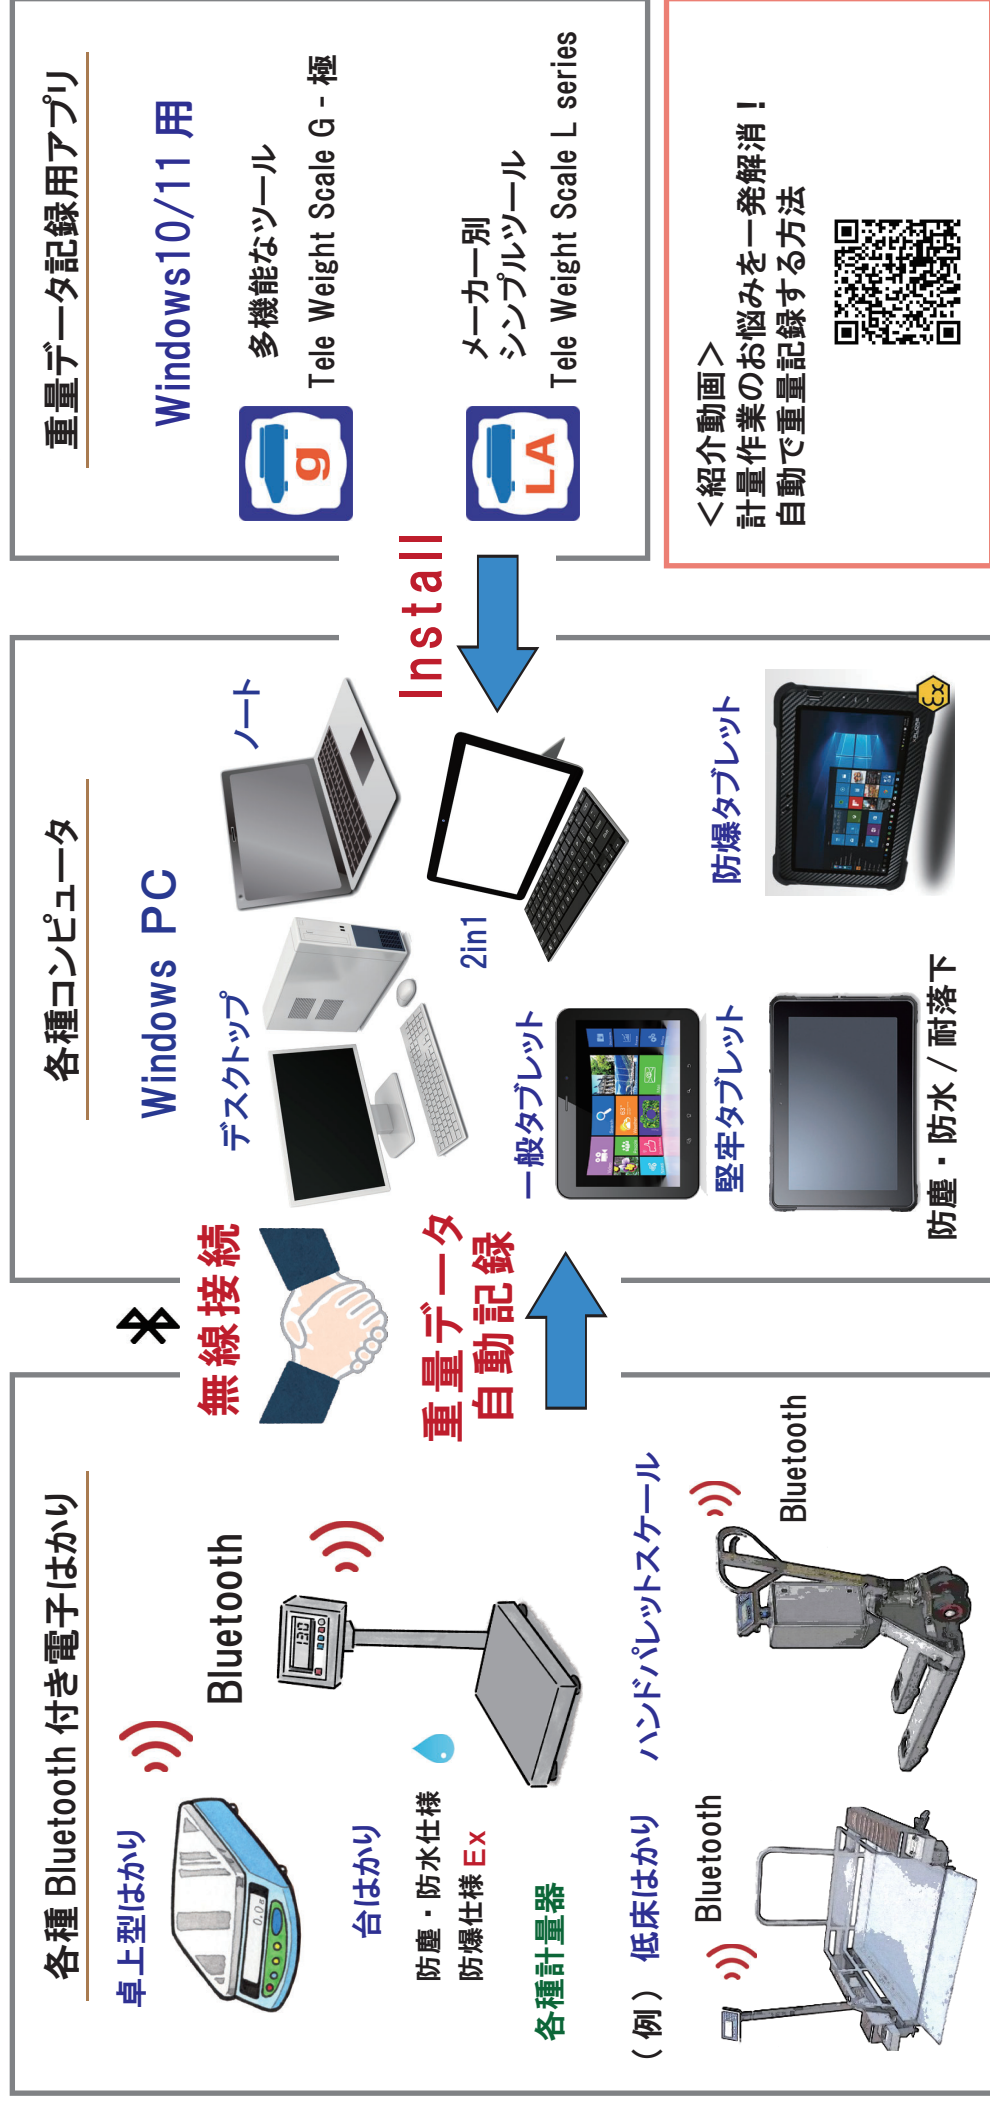 各種 Bluetooth 付き電子はかり
卓上型はかり
0.0g
Bluetooth
130
台はかり
防塵・防水仕様
防爆仕様Ex
各種計量器
（例） 低床はかり
Bluetooth
ハンドパレットスケール
Bluetooth
無線接続
重量データ
自動記録
各種コンピュータ
Windows PC
デスクトップ
ノート
2in1
一般タブレット
堅牢タブレット
防塵・防水 / 耐落下
防爆タブレット
Ex
Install
重量データ記録用アプリ
Windows10/11 用
g
多機能なツール
Tele Weight Scale G - 極
LA
メーカー別
シンプルツール
Tele Weight Scale L series
＜紹介動画＞
計量作業のお悩みを一発解消！
自動で重量記録する方法